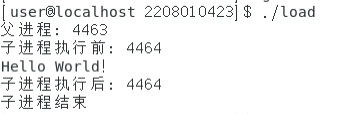 [user@localhost 2208010423]$ ./load
父进程: 4463
子进程执行前: 4464
Hello World!
子进程执行后: 4464
子进程结束